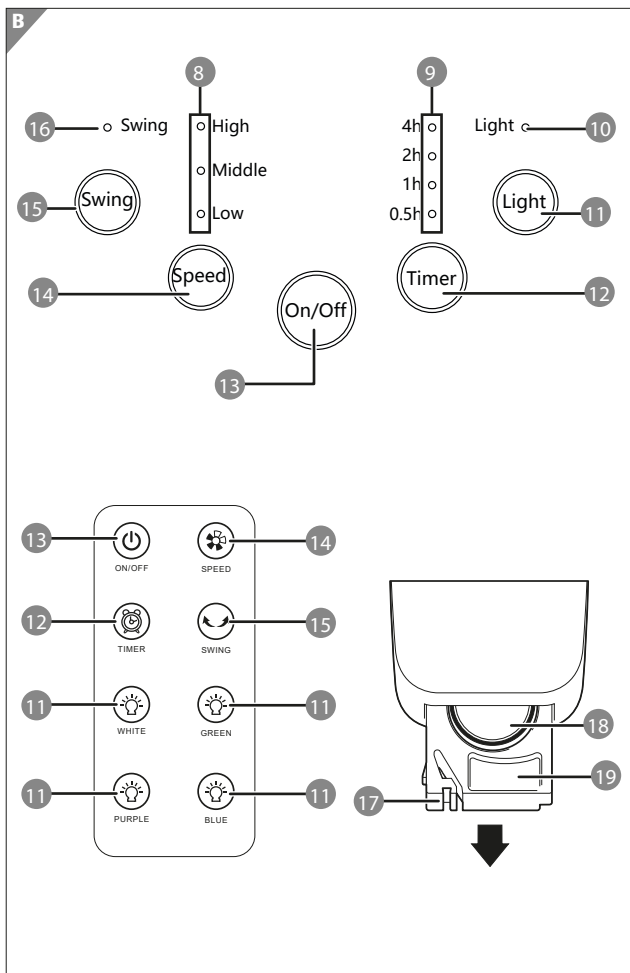 B
8
9
16
Swing
High
4h
Light
10
2h
Middle
1h
15
Swing
Light
11
Low
0.5h
14
Speed
Timer
12
On/Off
13
13
ON/OFF
SPEED
14
12
TIMER
SWING
15
11
WHITE
GREEN
11
18
19
11
PURPLE
BLUE
11
17